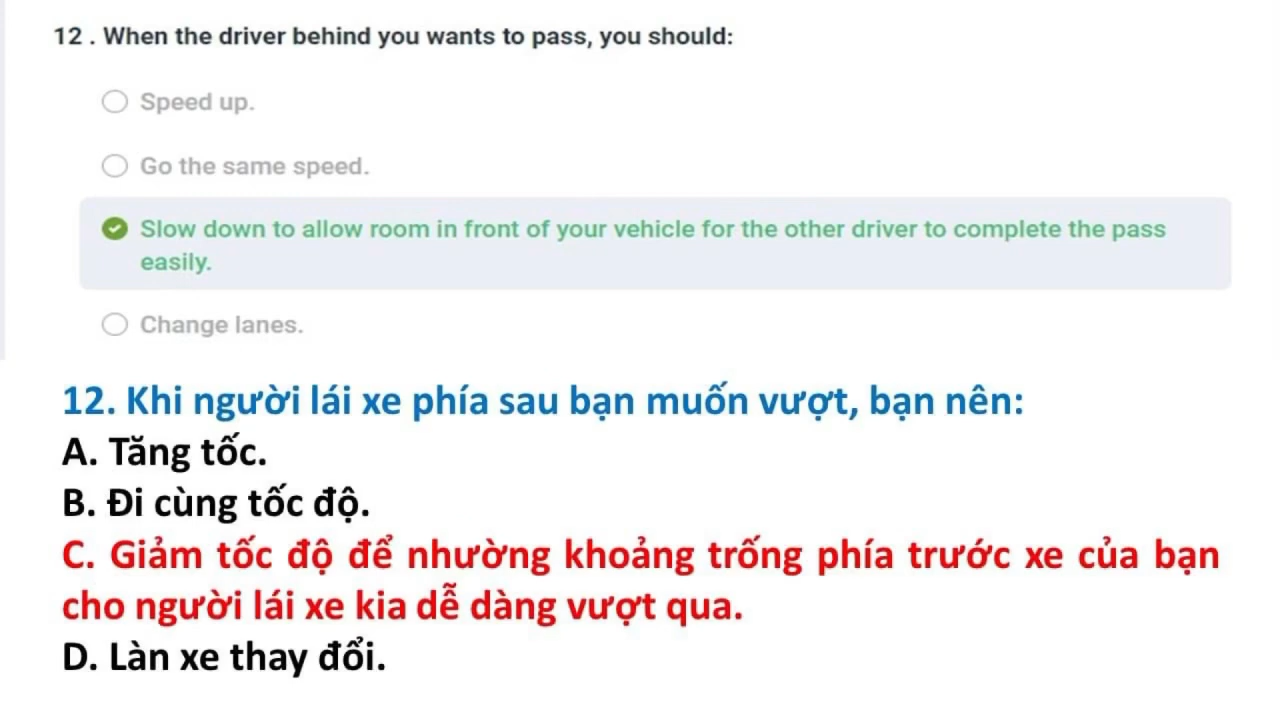 12 . When the driver behind you wants to pass, you should:
Speed up.
Go the same speed.
Slow down to allow room in front of your vehicle for the other driver to complete the pass
easily.
Change lanes.
12. Khi người lái xe phía sau bạn muốn vượt, bạn nên:
A. Tăng tốc.
B. Đi cùng tốc độ.
C. Giảm tốc độ để nhường khoảng trống phía trước xe của bạn
cho người lái xe kia dễ dàng vượt qua.
D. Làn xe thay đổi.